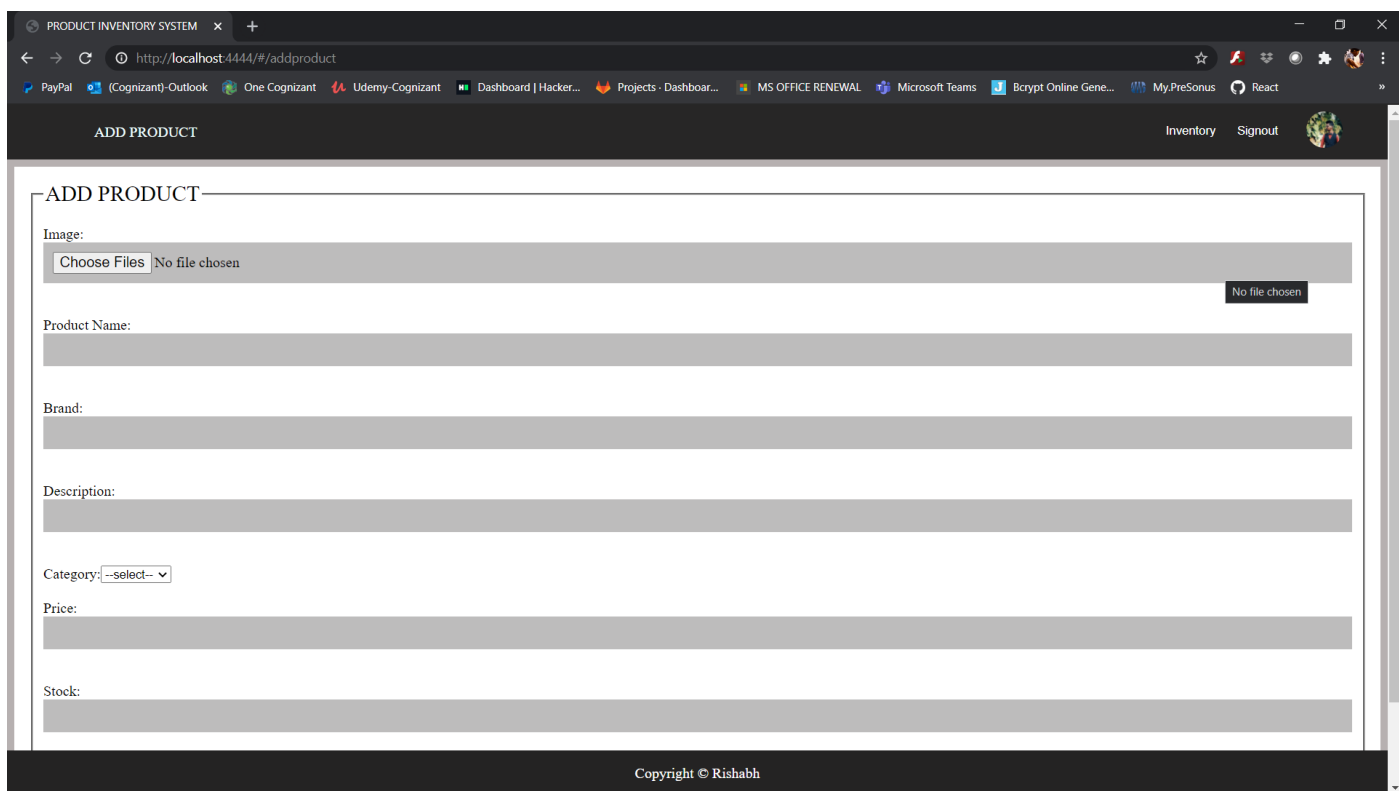 PRODUCT INVENTORY SYSTEM
http://localhost:4444/#/addproduct
PayPal (Cognizant)-Outlook One Cognizant Udemy-Cognizant Dashboard | Hacker... Projects · Dashboar... MS OFFICE RENEWAL Microsoft Teams Bcrypt Online Gene... My.PreSonus React »
ADD PRODUCT Inventory Signout
ADD PRODUCT
Image:
Choose Files No file chosen
No file chosen
Product Name:
Brand:
Description:
Category: --select--
Price:
Stock:
Copyright © Rishabh